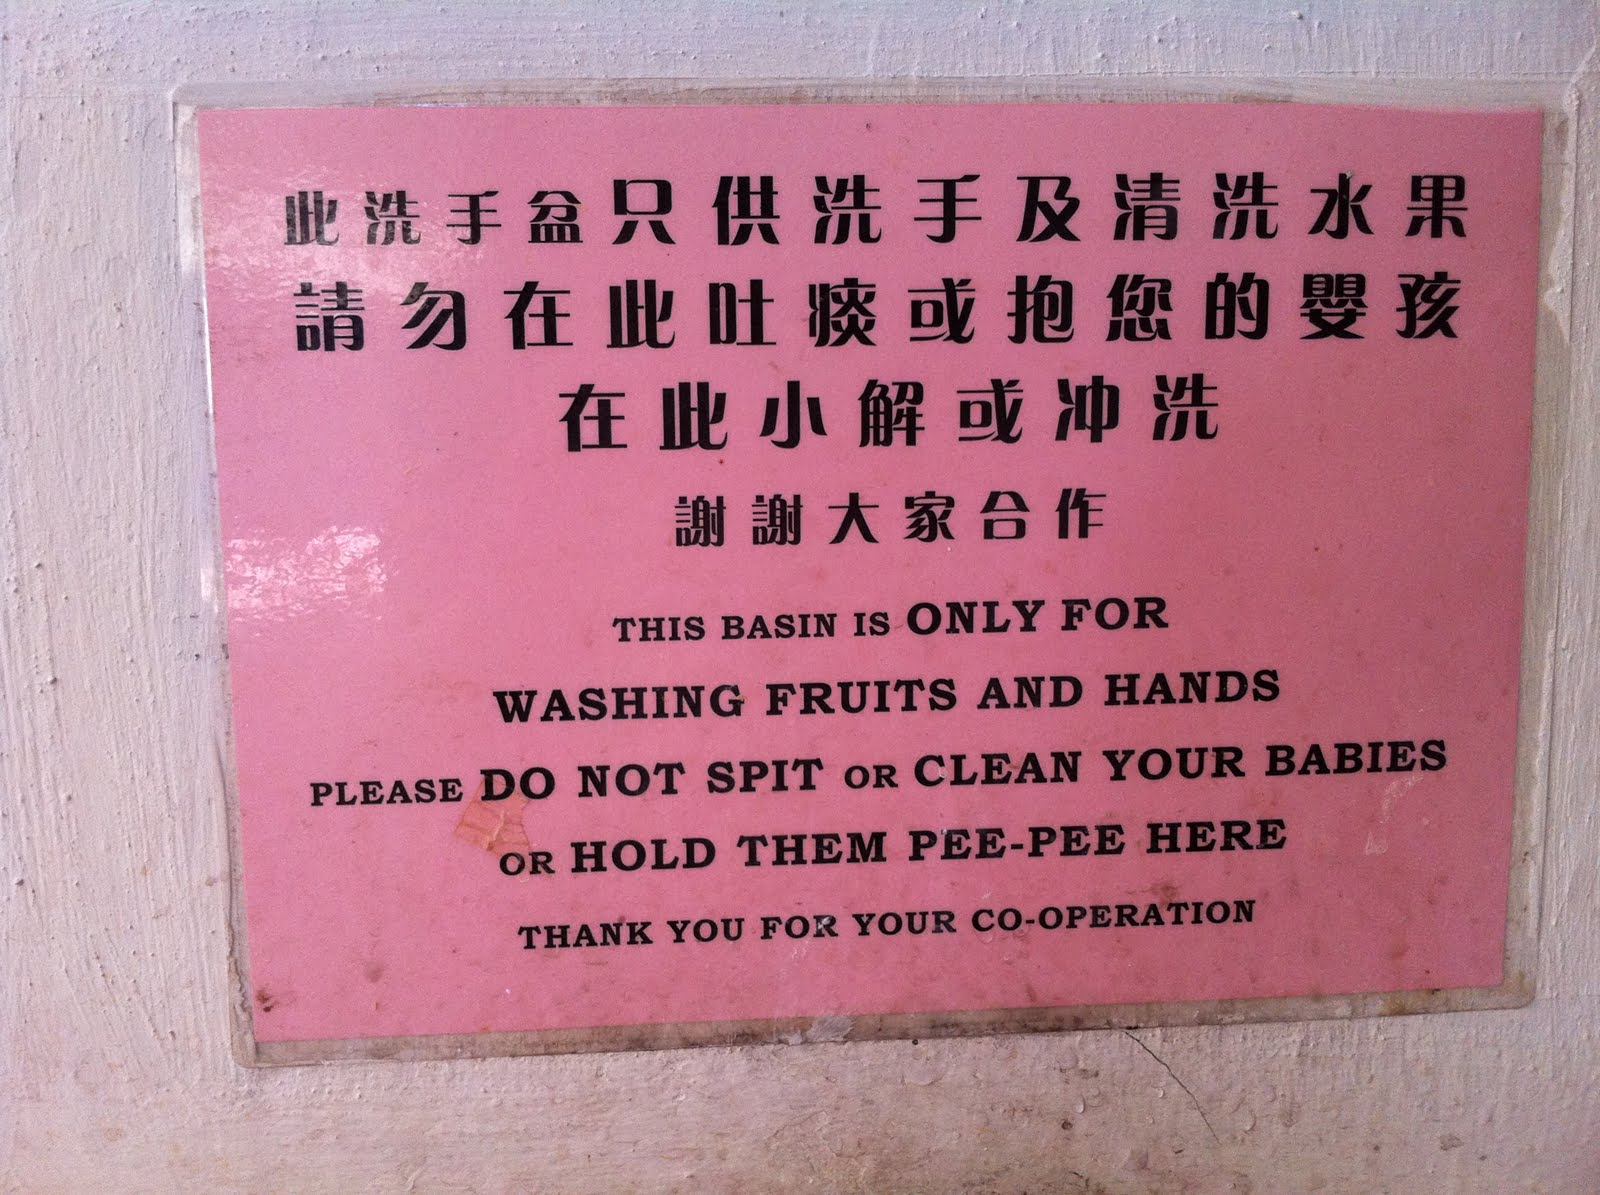 此洗手盆只供洗手及清洗水果
請勿在此吐痰或抱您的嬰孩
在此小解或冲洗
謝謝大家合作
THIS BASIN IS ONLY FOR
WASHING FRUITS AND HANDS
PLEASE DO NOT SPIT OR CLEAN YOUR BABIES
OR HOLD THEM PEE-PEE HERE
THANK YOU FOR YOUR CO-OPERATION